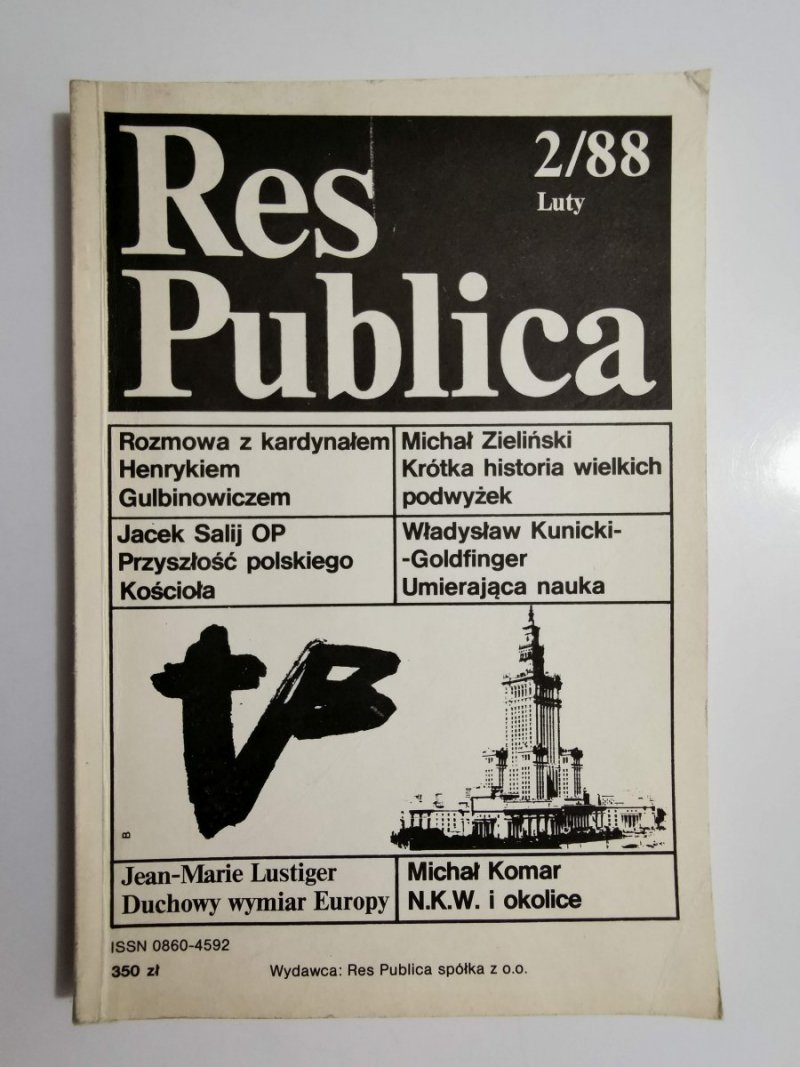 Res
Publica
2/88
Luty
Rozmowa z kardynałem
Henrykiem
Gulbinowiczem
Michał Zieliński
Krótka historia wielkich
podwyżek
Jacek Salij OP
Przyszłość polskiego
Kościoła
Władysław Kunicki-
-Goldfinger
Umierająca nauka
B
Jean-Marie Lustiger
Duchowy wymiar Europy
Michał Komar
N.K.W. i okolice
ISSN 0860-4592
350 zł
Wydawca: Res Publica spółka z o.o.